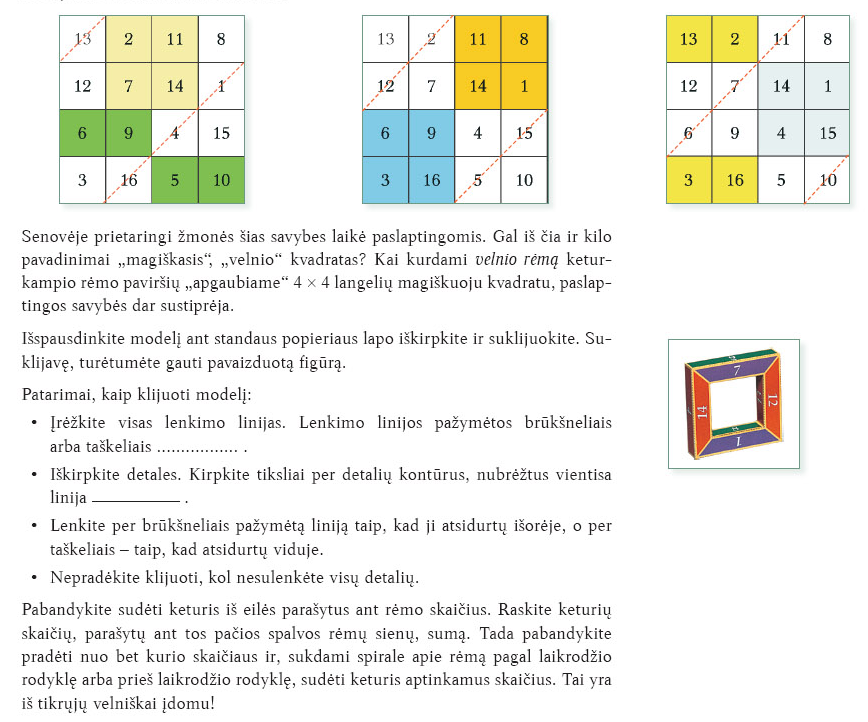 13 2 11 8
12 7 14 1
6 9 4 15
3 16 5 10
13 2 11 8
12 7 14 1
6 9 4 15
3 16 5 10
13 2 11 8
12 7 14 1
6 9 4 15
3 16 5 10
Senovėje prietaringi žmonės šias savybes laikė paslaptingomis. Gal iš čia ir kilo
pavadinimai „magiškasis“, „velnio“ kvadratas? Kai kurdami velnio rėmą ketur-
kampio rėmo paviršių „apgaubiame“ 4 × 4 langelių magiškuoju kvadratu, paslap-
tingos savybės dar sustiprėja.
Išspausdinkite modelį ant standaus popieriaus lapo iškirpkite ir suklijuokite. Su-
klijavę, turėtumėte gauti pavaizduotą figūrą.
Patarimai, kaip klijuoti modelį:
• Įrėžkite visas lenkimo linijas. Lenkimo linijos pažymėtos brūkšneliais
arba taškeliais .................. .
• Iškirpkite detales. Kirpkite tiksliai per detalių kontūrus, nubrėžtus vientisa
linija __________ .
• Lenkite per brūkšneliais pažymėtą liniją taip, kad ji atsidurtų išorėje, o per
taškeliais – taip, kad atsidurtų viduje.
• Nepradėkite klijuoti, kol nesulenkėte visų detalių.
Pabandykite sudėti keturis iš eilės parašytus ant rėmo skaičius. Raskite keturių
skaičių, parašytų ant tos pačios spalvos rėmų sienų, sumą. Tada pabandykite
pradėti nuo bet kurio skaičiaus ir, sukdami spirale apie rėmą pagal laikrodžio
rodyklę arba prieš laikrodžio rodyklę, sudėti keturis aptinkamus skaičius. Tai yra
iš tikrųjų velniškai įdomu!
7
14
12
1